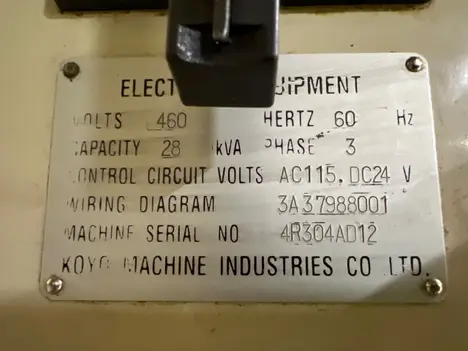 ELECT UIPMENT
VOLTS 460 HERTZ 60 Hz
CAPACITY 28 kVA PHASE 3
CONTROL CIRCUIT VOLTS AC115, DC24 V
WIRING DIAGRAM 3A37988001
MACHINE SERIAL NO 4R304AD12
KOYO MACHINE INDUSTRIES CO .LTD.